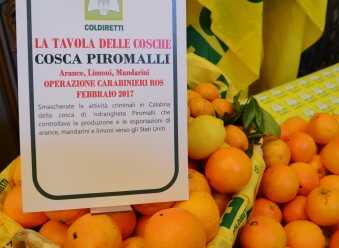 COLDIRETTI
LA TAVOLA DELLE COSCHE
COSCA PIROMALLI
Arance, Limoni, Mandarini
OPERAZIONE CARABINIERI ROS
FEBBRAIO 2017
Smascherate le attività criminali in Calabria
della cosca di 'ndrangheta Piromalli che
controllava la produzione e le esportazioni di
arance, mandarini e limoni verso gli Stati Uniti